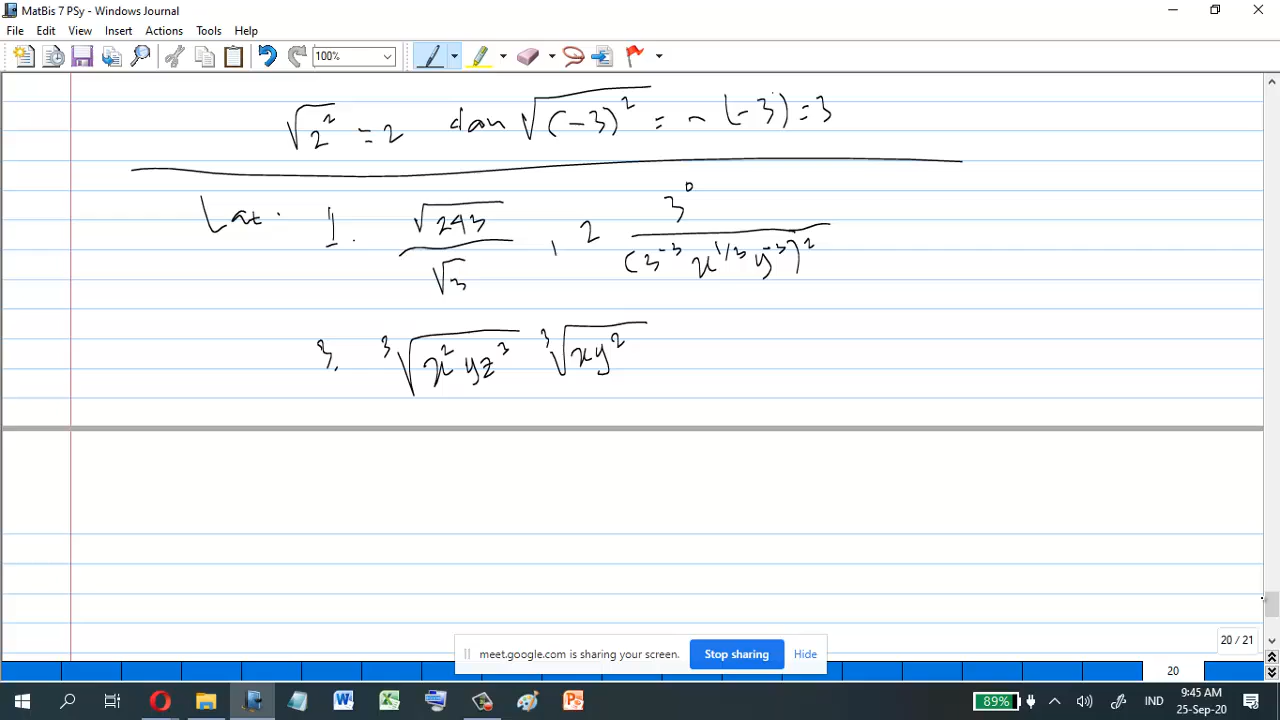 MatBis 7 PSy - Windows Journal
File Edit View Insert Actions Tools Help
100%
√2² = 2 dan √(-3)² = -(-3) = 3
Lat. 1. √243 / √3 , 2 3⁰ / (3⁻³ x^1/3 y⁻³)²
3. ³√x²yz³ ³√xy²
20 / 21
meet.google.com is sharing your screen. Stop sharing Hide
20
89% IND 9:45 AM
25-Sep-20